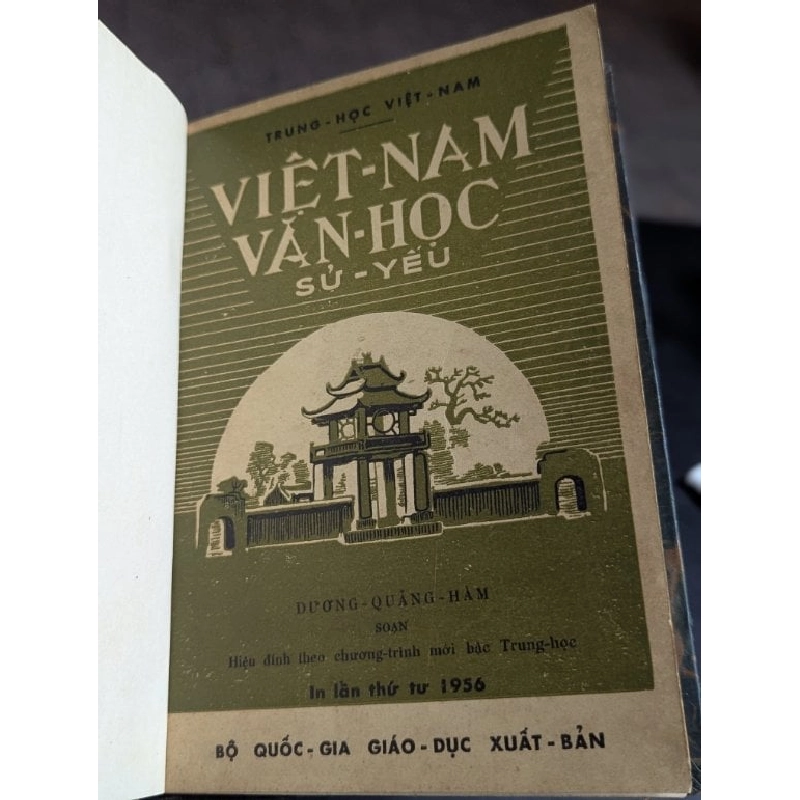 TRUNG-HỌC VIỆT-NAM
VIỆT-NAM
VĂN-HỌC
SỬ-YẾU
DƯƠNG-QUẢNG-HÀM
SOẠN
Hiệu đính theo chương-trình mới bậc Trung-học
In lần thứ tư 1956
BỘ QUỐC-GIA GIÁO-DỤC XUẤT-BẢN